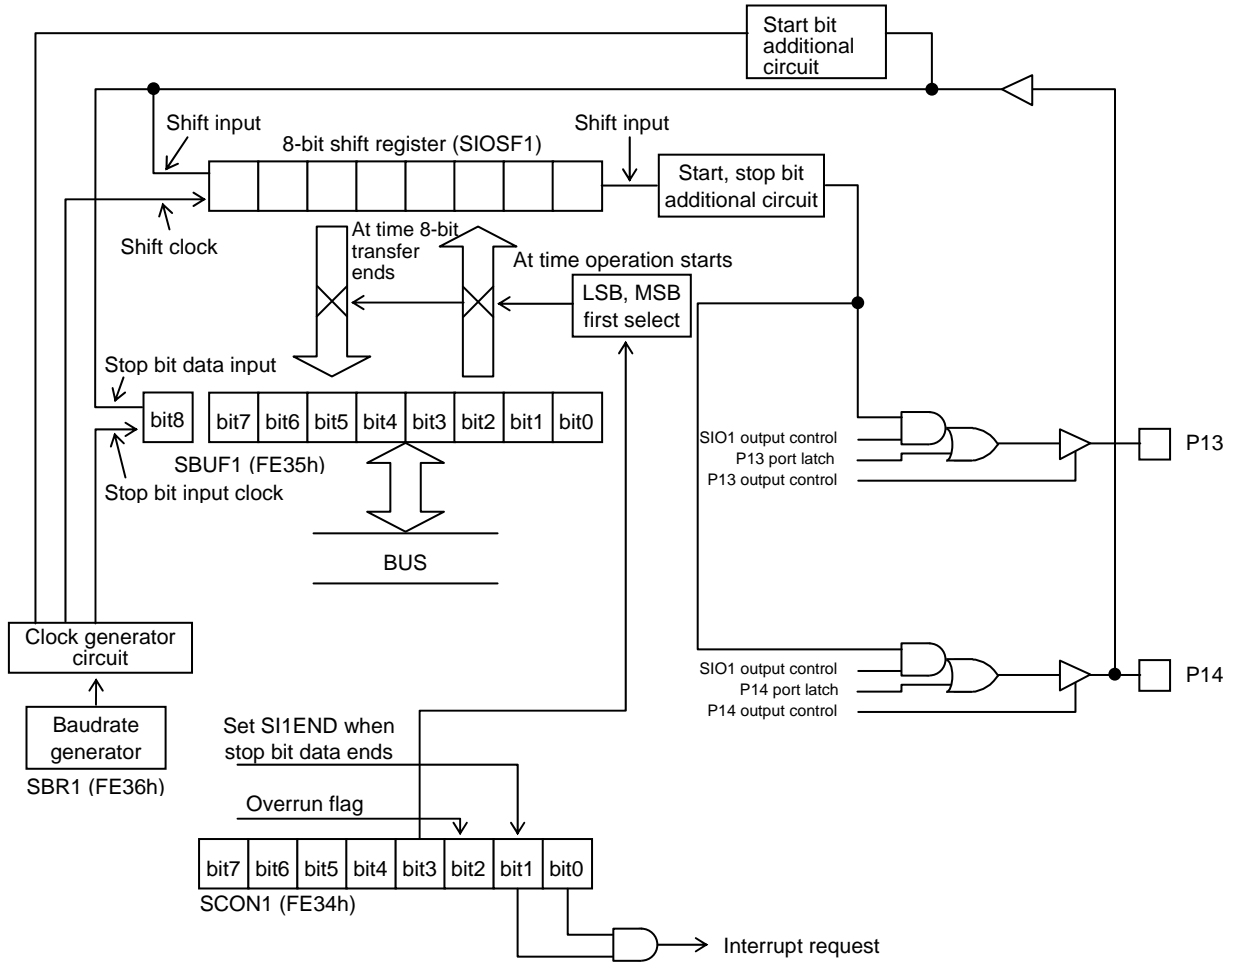 Start bit
additional
circuit
Shift input
Shift input
8-bit shift register (SIOSF1)
Start, stop bit
additional circuit
Shift clock
At time 8-bit
transfer
ends
At time operation starts
LSB, MSB
first select
Stop bit data input
bit8
bit7 bit6 bit5 bit4 bit3 bit2 bit1 bit0
SBUF1 (FE35h)
Stop bit input clock
BUS
SIO1 output control
P13 port latch
P13 output control
P13
Clock generator
circuit
Baudrate
generator
SBR1 (FE36h)
SIO1 output control
P14 port latch
P14 output control
P14
Set SI1END when
stop bit data ends
Overrun flag
bit7 bit6 bit5 bit4 bit3 bit2 bit1 bit0
SCON1 (FE34h)
Interrupt request